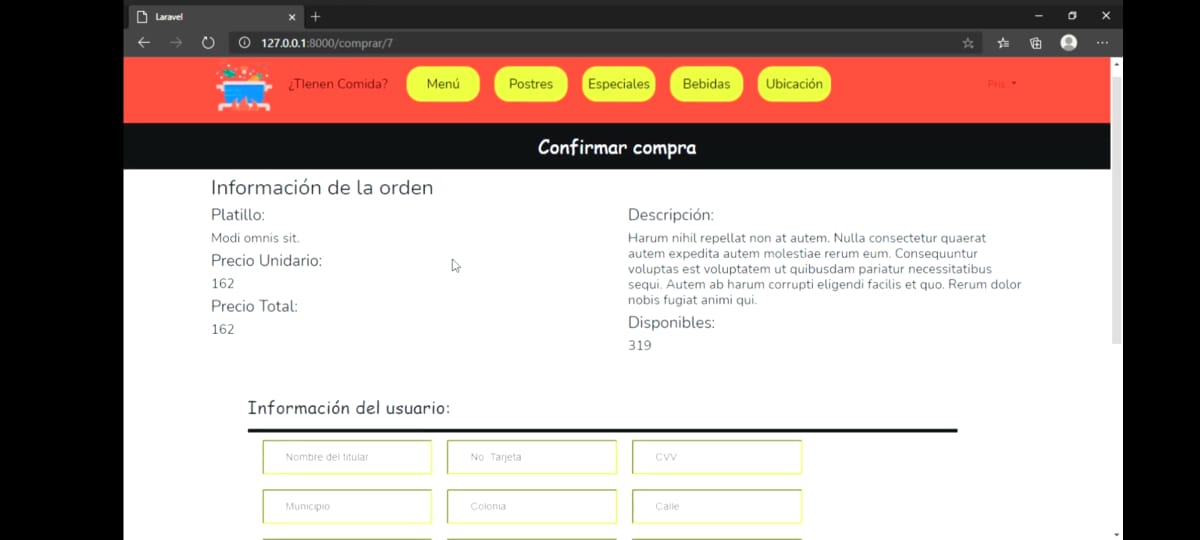 Laravel
127.0.0.1:8000/comprar/7
¿TIenen Comida?
Menú
Postres
Especiales
Bebidas
Ubicación
Pris
Confirmar compra
Información de la orden
Platillo:
Modi omnis sit.
Precio Unidario:
162
Precio Total:
162
Descripción:
Harum nihil repellat non at autem. Nulla consectetur quaerat
autem expedita autem molestiae rerum eum. Consequuntur
voluptas est voluptatem ut quibusdam pariatur necessitatibus
sequi. Autem ab harum corrupti eligendi facilis et quo. Rerum dolor
nobis fugiat animi qui.
Disponibles:
319
Información del usuario:
Nombre del titular
No. Tarjeta
CVV
Municipio
Colonia
Calle